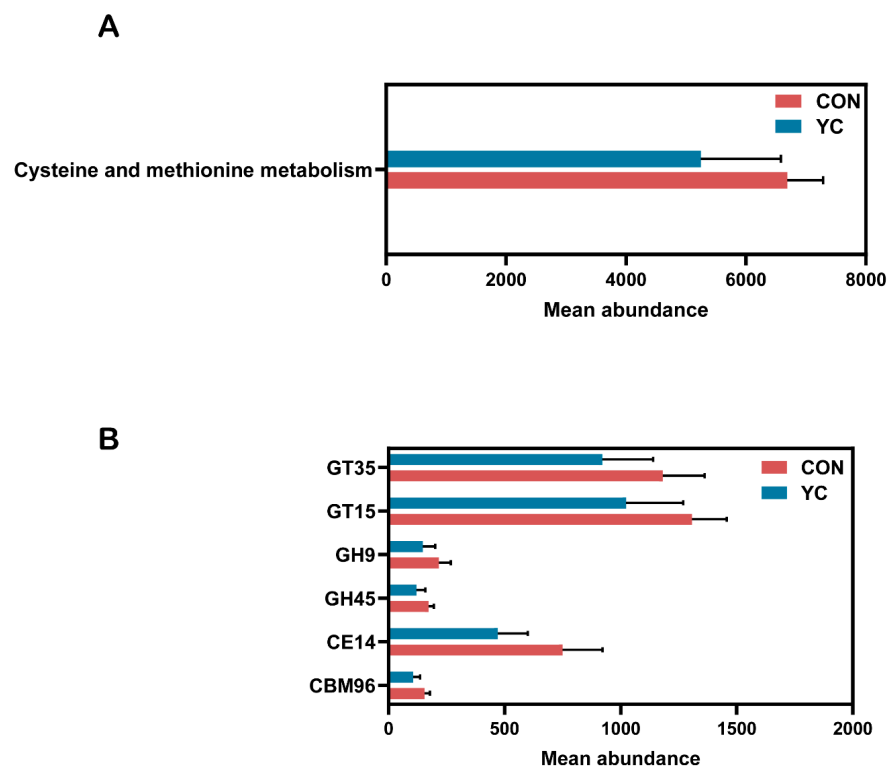 A
CON
YC
Cysteine and methionine metabolism
0 2000 4000 6000 8000
Mean abundance
B
CON
YC
GT35
GT15
GH9
GH45
CE14
CBM96
0 500 1000 1500 2000
Mean abundance